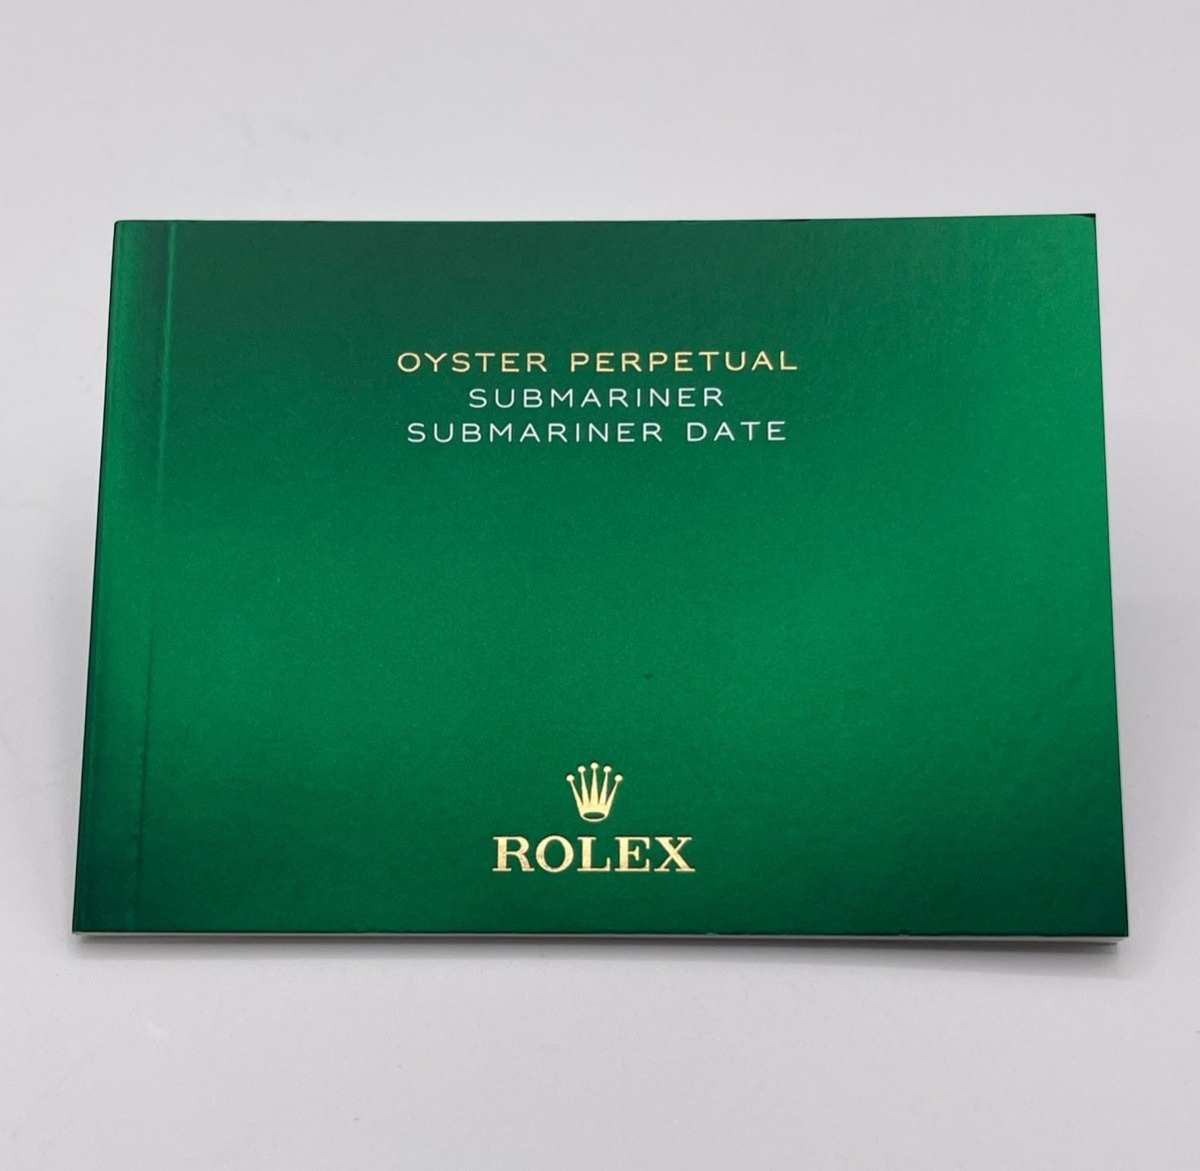 OYSTER PERPETUAL
SUBMARINER
SUBMARINER DATE
ROLEX